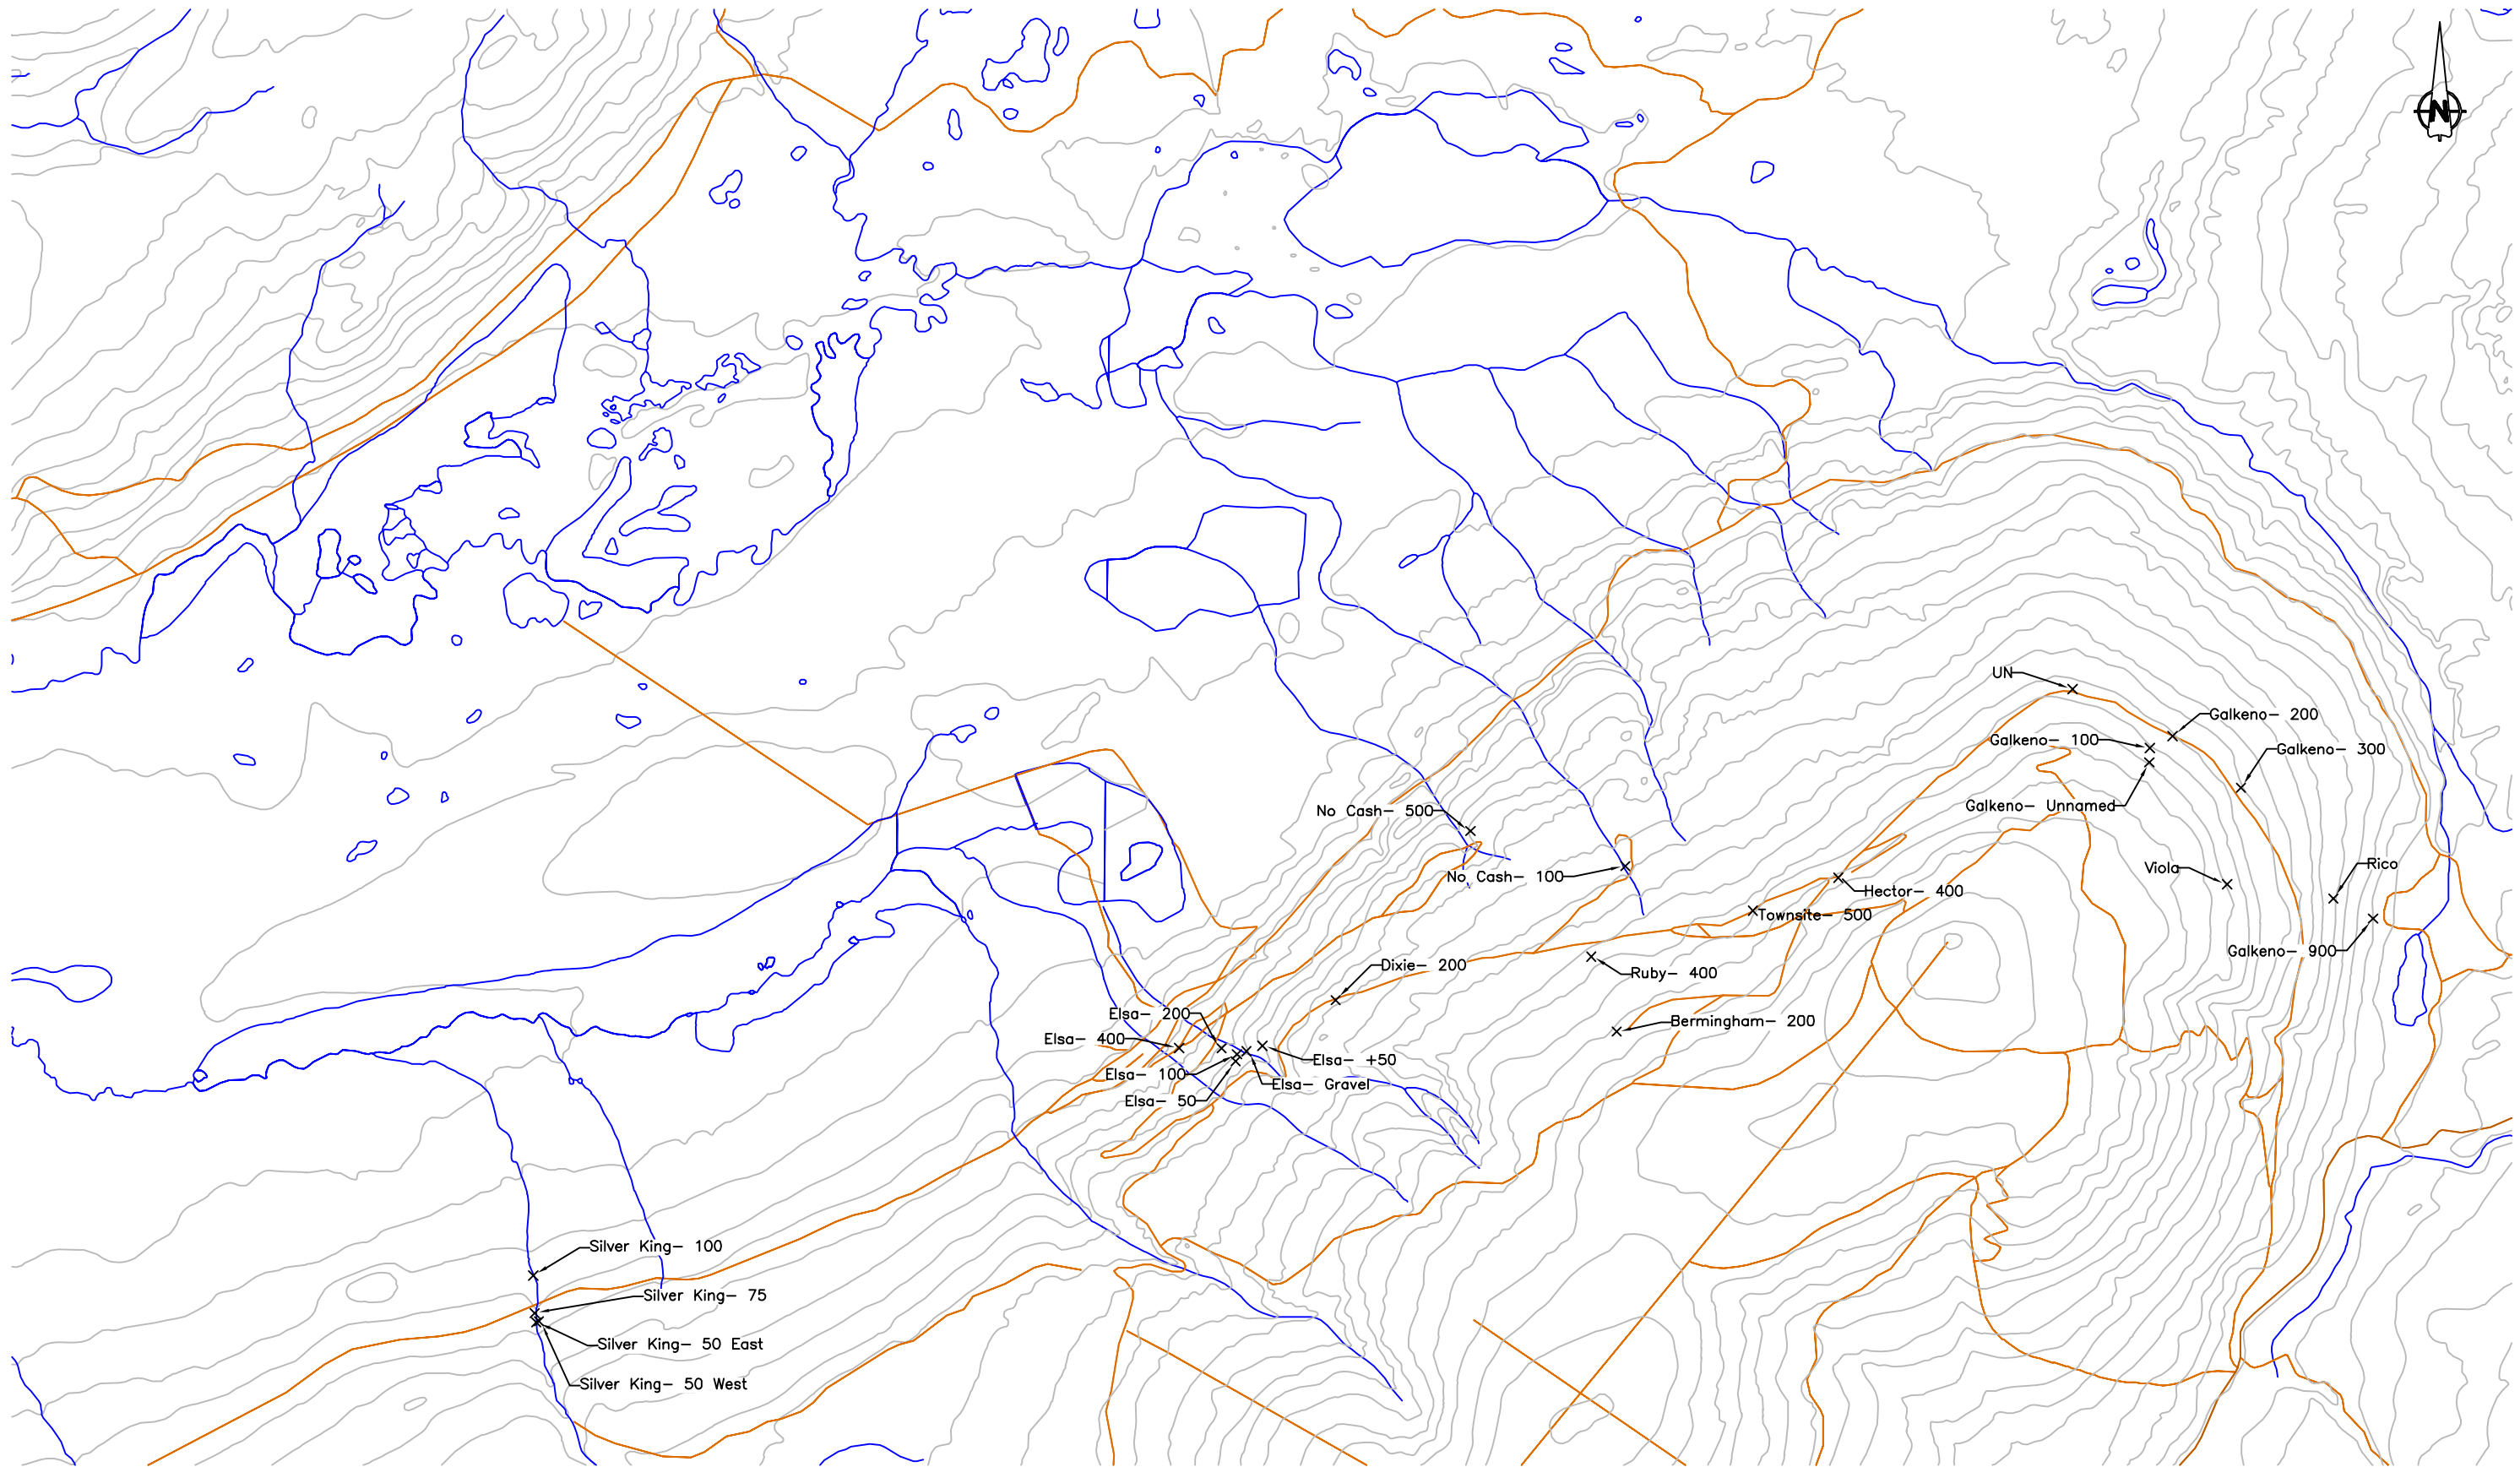 N
UN
Galkeno- 200
Galkeno- 100
Galkeno- 300
Galkeno- Unnamed
No Cash- 500
Viola
Rico
No Cash- 100
Hector- 400
Townsite- 500
Galkeno- 900
Dixie- 200
Ruby- 400
Elsa- 200
Bermingham- 200
Elsa- 400
Elsa- +50
Elsa- 100
Elsa- Gravel
Elsa- 50
Silver King- 100
Silver King- 75
Silver King- 50 East
Silver King- 50 West